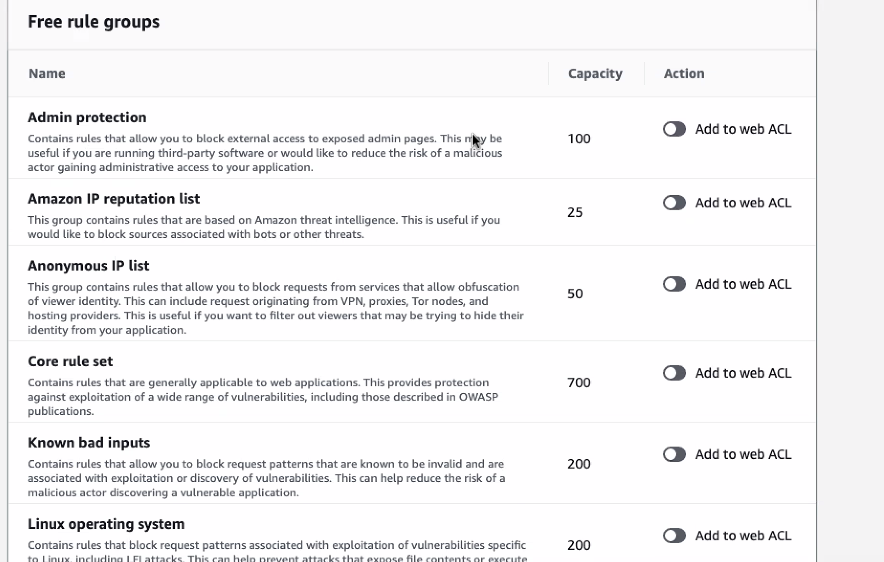 Free rule groups
Name Capacity Action
Admin protection
Contains rules that allow you to block external access to exposed admin pages. This may be
useful if you are running third-party software or would like to reduce the risk of a malicious
actor gaining administrative access to your application.
100
Add to web ACL
Amazon IP reputation list
This group contains rules that are based on Amazon threat intelligence. This is useful if you
would like to block sources associated with bots or other threats.
25
Add to web ACL
Anonymous IP list
This group contains rules that allow you to block requests from services that allow obfuscation
of viewer identity. This can include request originating from VPN, proxies, Tor nodes, and
hosting providers. This is useful if you want to filter out viewers that may be trying to hide their
identity from your application.
50
Add to web ACL
Core rule set
Contains rules that are generally applicable to web applications. This provides protection
against exploitation of a wide range of vulnerabilities, including those described in OWASP
publications.
700
Add to web ACL
Known bad inputs
Contains rules that allow you to block request patterns that are known to be invalid and are
associated with exploitation or discovery of vulnerabilities. This can help reduce the risk of a
malicious actor discovering a vulnerable application.
200
Add to web ACL
Linux operating system
Contains rules that block request patterns associated with exploitation of vulnerabilities specific
to Linux, including LFI attacks. This can help prevent attacks that expose file contents or execute
200
Add to web ACL